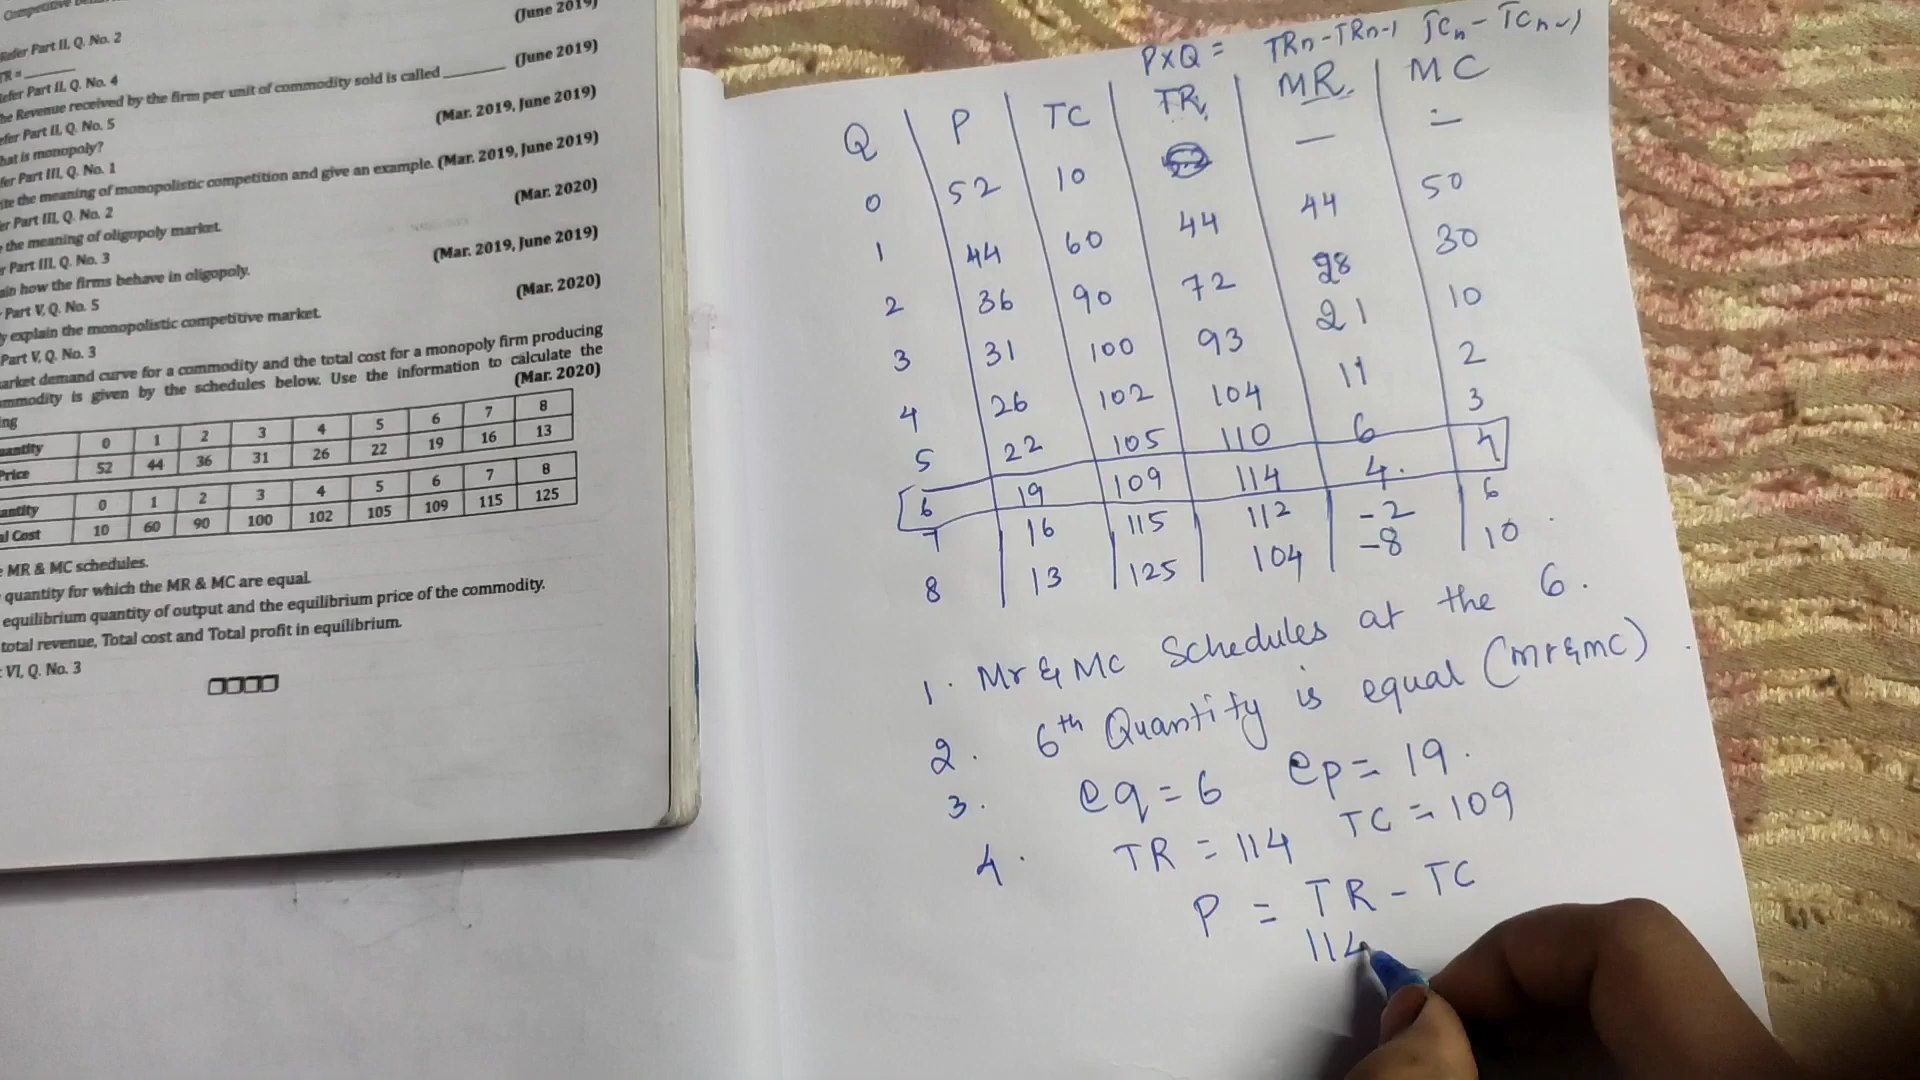 (June 2019)
Refer Part II, Q. No. 2
TR =
Refer Part II, Q. No. 4
(June 2019)
he Revenue received by the firm per unit of commodity sold is called
efer Part II, Q. No. 5
(Mar. 2019, June 2019)
hat is monopoly?
fer Part III, Q. No. 1
ite the meaning of monopolistic competition and give an example. (Mar. 2019, June 2019)
er Part III, Q. No. 2
(Mar. 2020)
the meaning of oligopoly market.
r Part III, Q. No. 3
(Mar. 2019, June 2019)
ain how the firms behave in oligopoly.
Part V, Q. No. 5
(Mar. 2020)
y explain the monopolistic competitive market.
Part V, Q. No. 3
arket demand curve for a commodity and the total cost for a monopoly firm producing
ommodity is given by the schedules below. Use the information to calculate the
ing (Mar. 2020)
uantity 0 1 2 3 4 5 6 7 8
Price 52 44 36 31 26 22 19 16 13
antity 0 1 2 3 4 5 6 7 8
al Cost 10 60 90 100 102 105 109 115 125
e MR & MC schedules.
quantity for which the MR & MC are equal.
equilibrium quantity of output and the equilibrium price of the commodity.
total revenue, Total cost and Total profit in equilibrium.
VI, Q. No. 3
P×Q = TRn-TRn-1 TCn-TCn-1
Q P TC TR MR MC
0 52 10 — —
1 44 60 44 44 50
2 36 90 72 28 30
3 31 100 93 21 10
4 26 102 104 11 2
5 22 105 110 6 3
6 19 109 114 4. 4
7 16 115 112 -2 6
8 13 125 104 -8 10
1. Mr & Mc Schedules at the 6.
2. 6th Quantity is equal (mr&mc)
3. eq = 6 ep = 19.
4. TR = 114 TC = 109
P = TR - TC
114